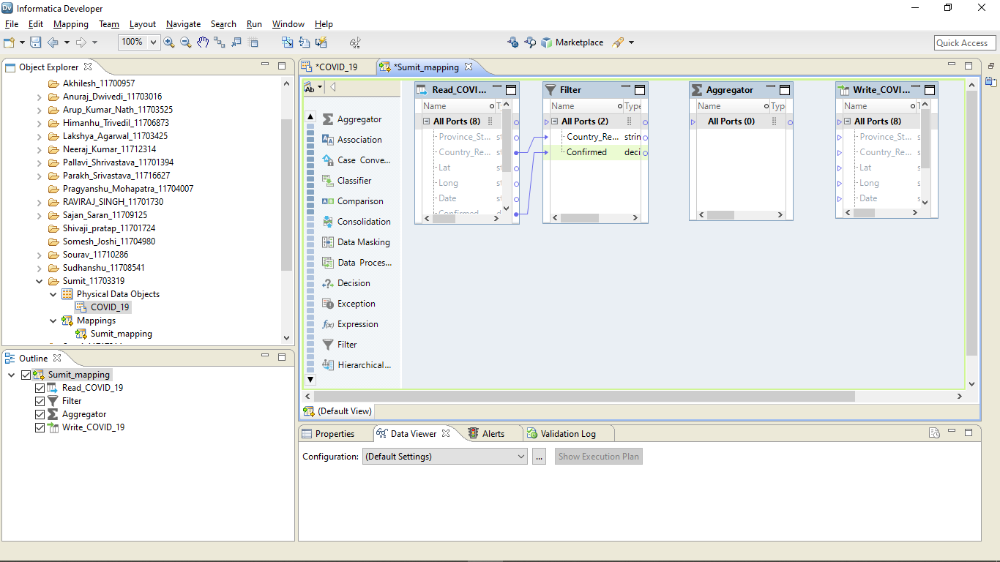 Informatica Developer
File Edit Mapping Team Layout Navigate Search Run Window Help
100% Marketplace Quick Access
Object Explorer
Akhilesh_11700957
Anuraj_Dwivedi_11703016
Arup_Kumar_Nath_11703525
Himanhu_Trivedil_11706873
Lakshya_Agarwal_11703425
Neeraj_Kumar_11712314
Pallavi_Shrivastava_11701394
Parakh_Srivastava_11716627
Pragyanshu_Mohapatra_11704007
RAVIRAJ_SINGH_11701730
Sajan_Saran_11709125
Shivaji_pratap_11701724
Somesh_Joshi_11704980
Sourav_11710286
Sudhanshu_11708541
Sumit_11703319
Physical Data Objects
COVID_19
Mappings
Sumit_mapping
Outline
Sumit_mapping
Read_COVID_19
Filter
Aggregator
Write_COVID_19
*COVID_19 *Sumit_mapping
Ab
Aggregator
Association
Case Conve...
Classifier
Comparison
Consolidation
Data Masking
Data Proces...
Decision
Exception
Expression
Filter
Hierarchical...
Read_COVI...
Name T
All Ports (8)
Province_St... st
Country_Re... st
Lat st
Long st
Date st
Confirmed d
Filter
Name Type
All Ports (2)
Country_Re... strin
Confirmed deci
Aggregator
Name Typ
All Ports (0)
Write_COVI...
Name T
All Ports (8)
Province_St... s
Country_Re... s
Lat s
Long s
Date s
(Default View)
Properties Data Viewer Alerts Validation Log
Configuration: (Default Settings) ... Show Execution Plan